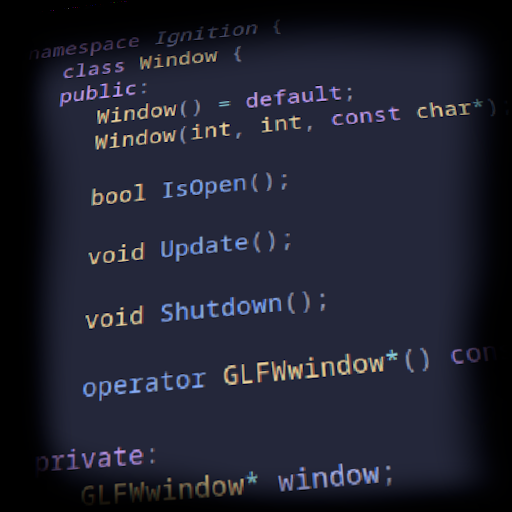 namespace Ignition {
class Window {
public:
Window() = default;
Window(int, int, const char*)
bool IsOpen();
void Update();
void Shutdown();
operator GLFWwindow*() con
private:
GLFWwindow* window;